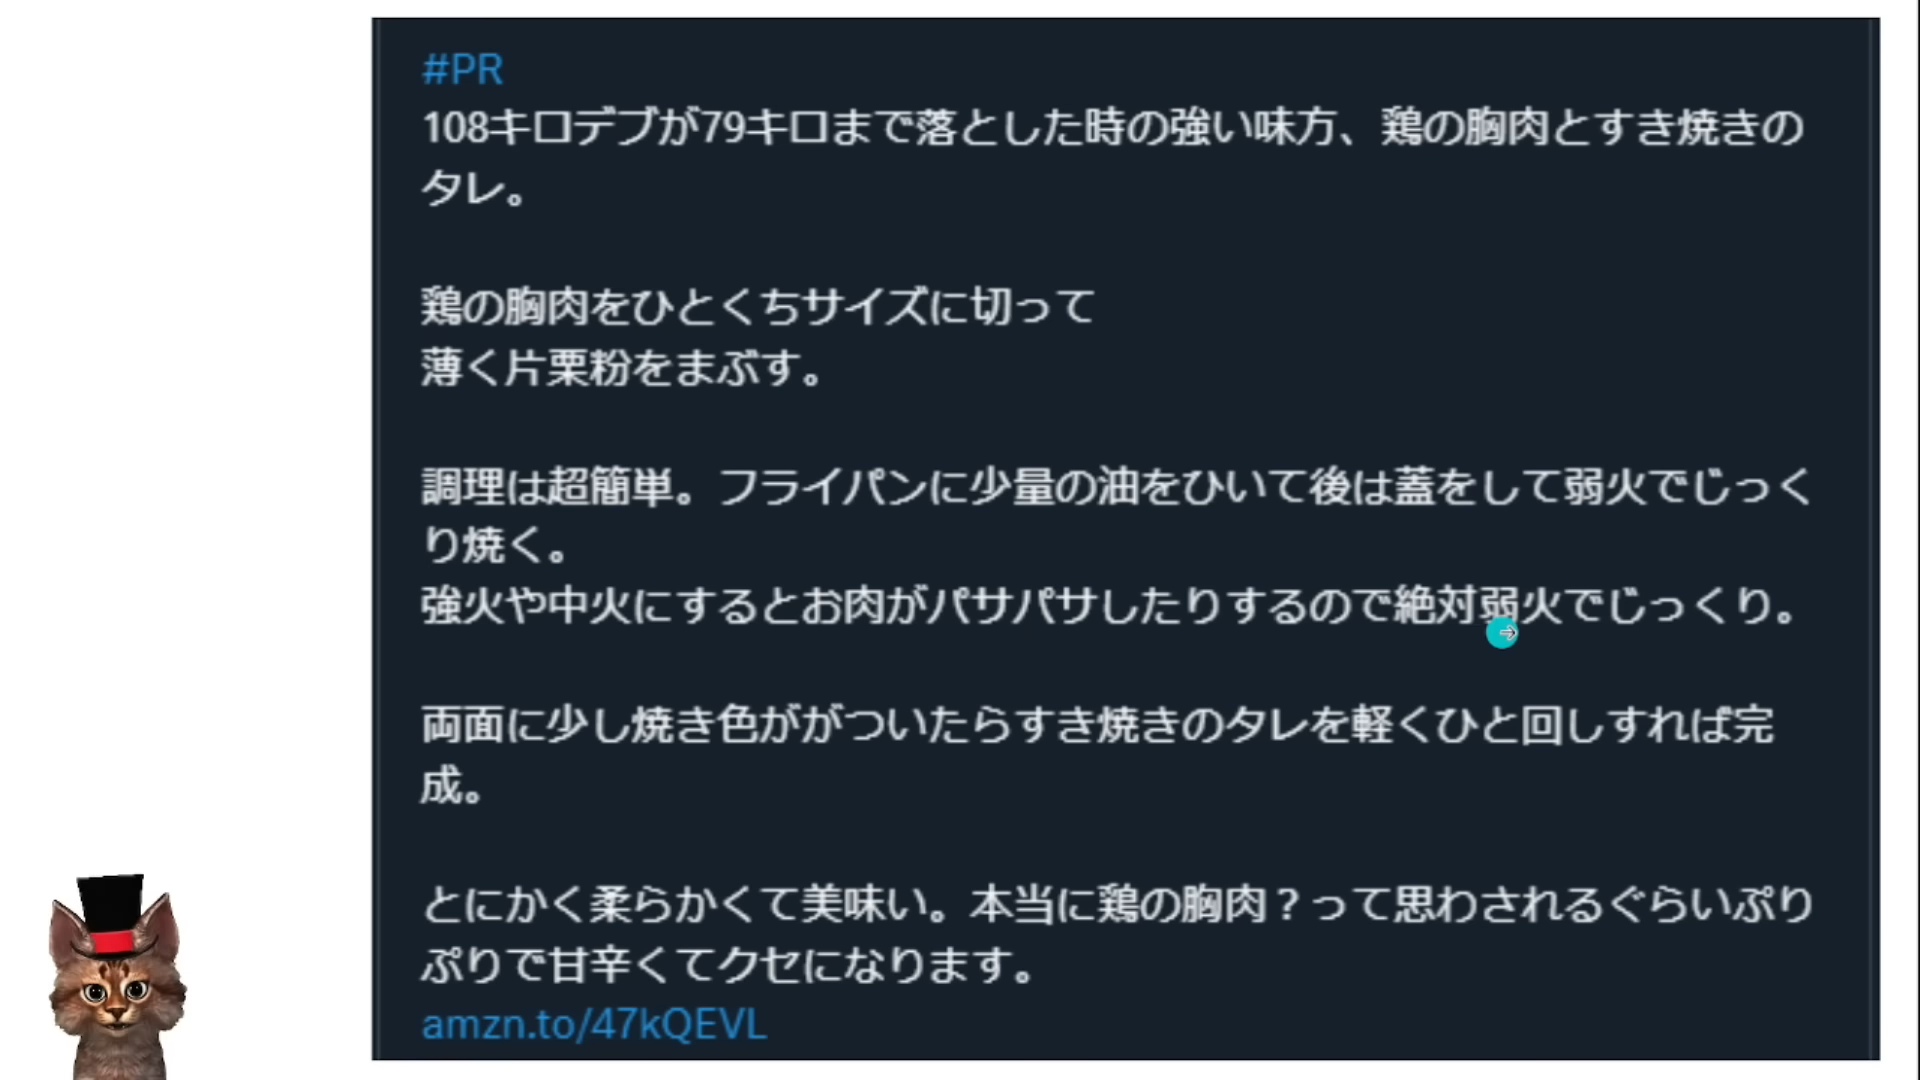 #PR
108キロデブが79キロまで落とした時の強い味方、鶏の胸肉とすき焼きの
タレ。
鶏の胸肉をひとくちサイズに切って
薄く片栗粉をまぶす。
調理は超簡単。フライパンに少量の油をひいて後は蓋をして弱火でじっく
り焼く。
強火や中火にするとお肉がパサパサしたりするので絶対弱火でじっくり。
両面に少し焼き色ががついたらすき焼きのタレを軽くひと回しすれば完
成。
とにかく柔らかくて美味い。本当に鶏の胸肉？って思わされるぐらいぷり
ぷりで甘辛くてクセになります。
amzn.to/47kQEVL